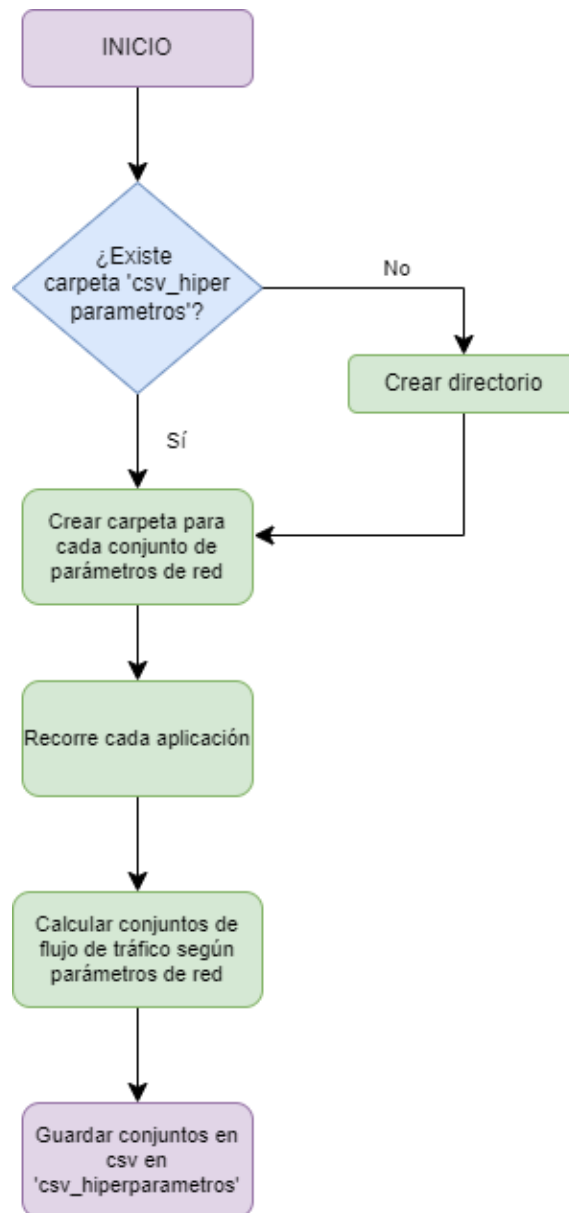 INICIO
¿Existe
carpeta 'csv_hiper
parametros'?
No
Crear directorio
Sí
Crear carpeta para
cada conjunto de
parámetros de red
Recorre cada aplicación
Calcular conjuntos de
flujo de tráfico según
parámetros de red
Guardar conjuntos en
csv en
'csv_hiperparametros'